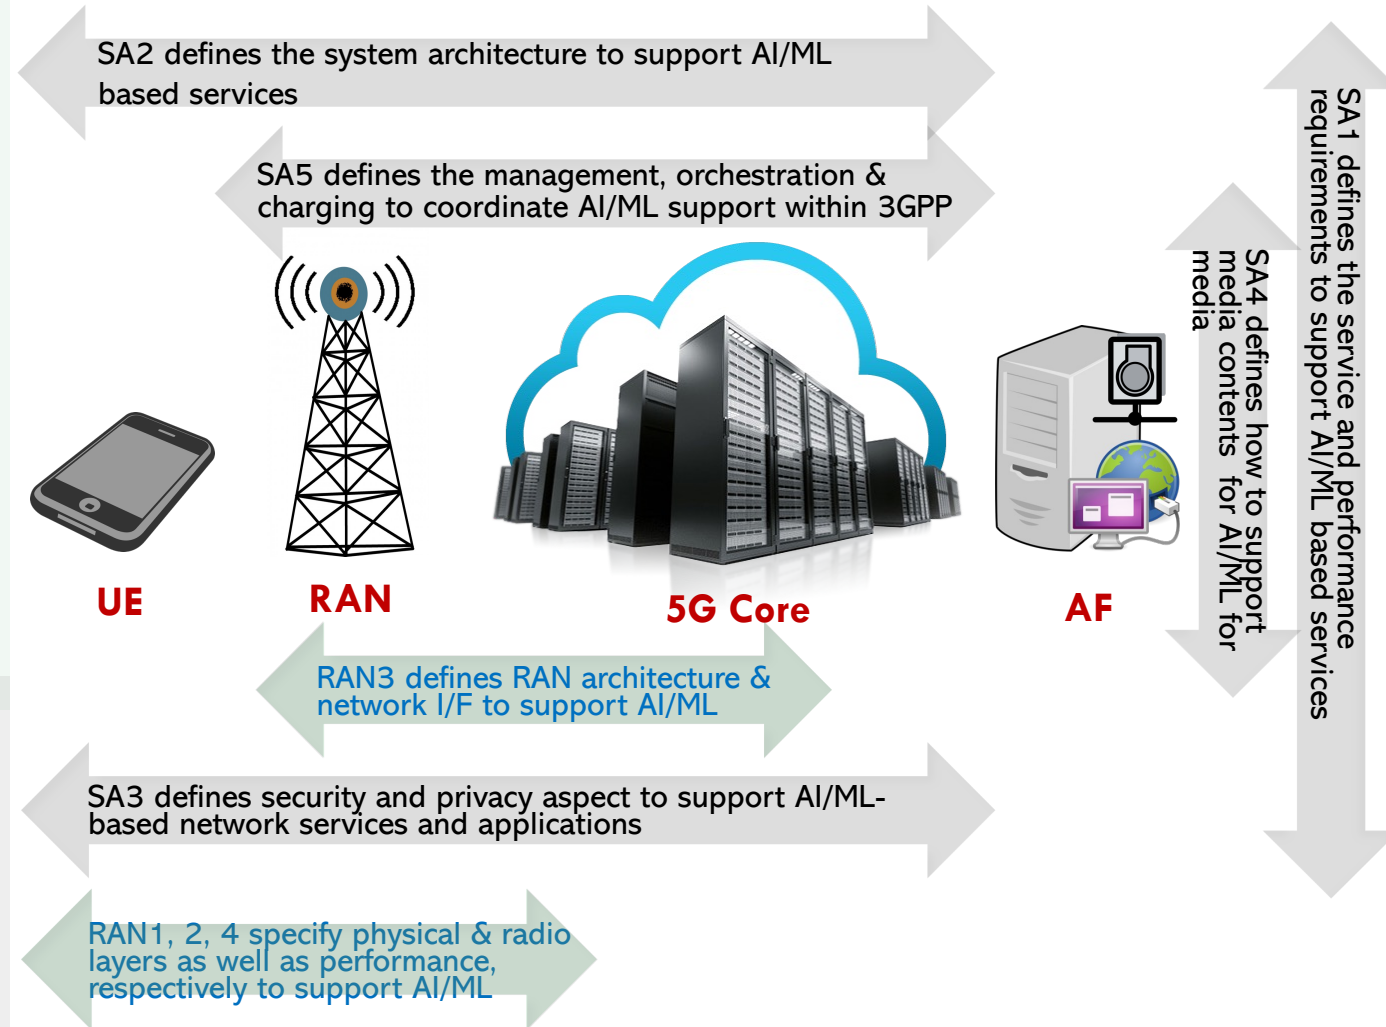 SA2 defines the system architecture to support AI/ML
based services
SA5 defines the management, orchestration &
charging to coordinate AI/ML support within 3GPP
UE
RAN
5G Core
AF
RAN3 defines RAN architecture &
network I/F to support AI/ML
SA3 defines security and privacy aspect to support AI/ML-
based network services and applications
RAN1, 2, 4 specify physical & radio
layers as well as performance,
respectively to support AI/ML
SA4 defines how to support
media contents for AI/ML for
media
SA1 defines the service and performance
requirements to support AI/ML based services